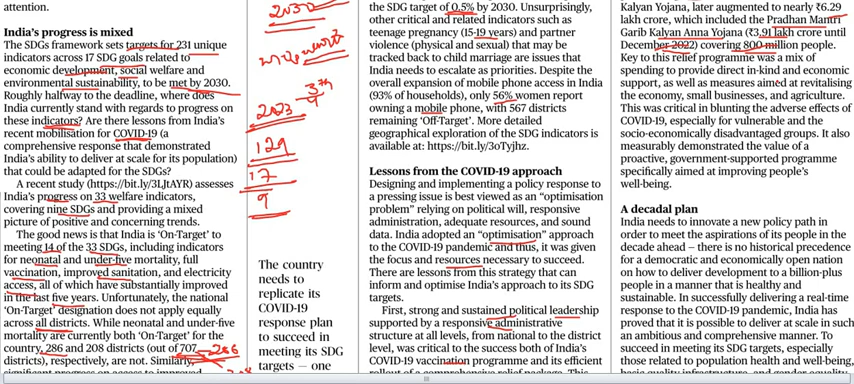 attention.
India's progress is mixed
The SDGs framework sets targets for 231 unique
indicators across 17 SDG goals related to
economic development, social welfare and
environmental sustainability, to be met by 2030.
Roughly halfway to the deadline, where does
India currently stand with regards to progress on
these indicators? Are there lessons from India's
recent mobilisation for COVID-19 (a
comprehensive response that demonstrated
India's ability to deliver at scale for its population)
that could be adapted for the SDGs?
A recent study (https://bit.ly/3LJtAYR) assesses
India's progress on 33 welfare indicators,
covering nine SDGs and providing a mixed
picture of positive and concerning trends.
The good news is that India is 'On-Target' to
meeting 14 of the 33 SDGs, including indicators
for neonatal and under-five mortality, full
vaccination, improved sanitation, and electricity
access, all of which have substantially improved
in the last five years. Unfortunately, the national
'On-Target' designation does not apply equally
across all districts. While neonatal and under-five
mortality are currently both 'On-Target' for the
country, 286 and 208 districts (out of 707
districts), respectively, are not. Similarly,
286
2030
2023
129
17
9
The country
needs to
replicate its
COVID-19
response plan
to succeed in
meeting its SDG
targets — one
the SDG target of 0.5% by 2030. Unsurprisingly,
other critical and related indicators such as
teenage pregnancy (15-19 years) and partner
violence (physical and sexual) that may be
tracked back to child marriage are issues that
India needs to escalate as priorities. Despite the
overall expansion of mobile phone access in India
(93% of households), only 56% women report
owning a mobile phone, with 567 districts
remaining 'Off-Target'. More detailed
geographical exploration of the SDG indicators is
available at: https://bit.ly/3oTyjhz.
Lessons from the COVID-19 approach
Designing and implementing a policy response to
a pressing issue is best viewed as an "optimisation
problem" relying on political will, responsive
administration, adequate resources, and sound
data. India adopted an "optimisation" approach
to the COVID-19 pandemic and thus, it was given
the focus and resources necessary to succeed.
There are lessons from this strategy that can
inform and optimise India's approach to its SDG
targets.
First, strong and sustained political leadership
supported by a responsive administrative
structure at all levels, from national to the district
level, was critical to the success both of India's
COVID-19 vaccination programme and its efficient
Kalyan Yojana, later augmented to nearly ₹6.29
lakh crore, which included the Pradhan Mantri
Garib Kalyan Anna Yojana (₹3.91 lakh crore until
December 2022) covering 800 million people.
Key to this relief programme was a mix of
spending to provide direct in-kind and economic
support, as well as measures aimed at revitalising
the economy, small businesses, and agriculture.
This was critical in blunting the adverse effects of
COVID-19, especially for vulnerable and the
socio-economically disadvantaged groups. It also
measurably demonstrated the value of a
proactive, government-supported programme
specifically aimed at improving people's
well-being.
A decadal plan
India needs to innovate a new policy path in
order to meet the aspirations of its people in the
decade ahead — there is no historical precedence
for a democratic and economically open nation
on how to deliver development to a billion-plus
people in a manner that is healthy and
sustainable. In successfully delivering a real-time
response to the COVID-19 pandemic, India has
proved that it is possible to deliver at scale in such
an ambitious and comprehensive manner. To
succeed in meeting its SDG targets, especially
those related to population health and well-being,